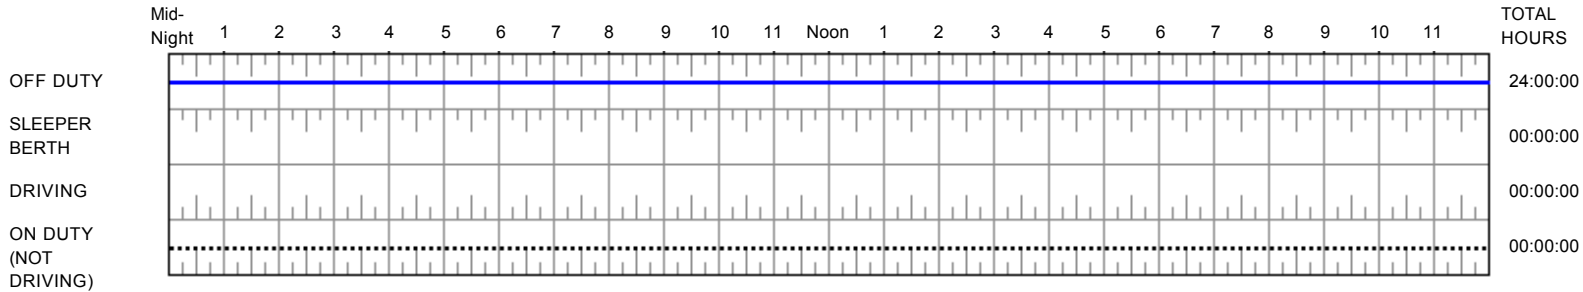 Mid-
Night 1 2 3 4 5 6 7 8 9 10 11 Noon 1 2 3 4 5 6 7 8 9 10 11
TOTAL
HOURS
OFF DUTY 24:00:00
SLEEPER
BERTH 00:00:00
DRIVING 00:00:00
ON DUTY
(NOT
DRIVING) 00:00:00